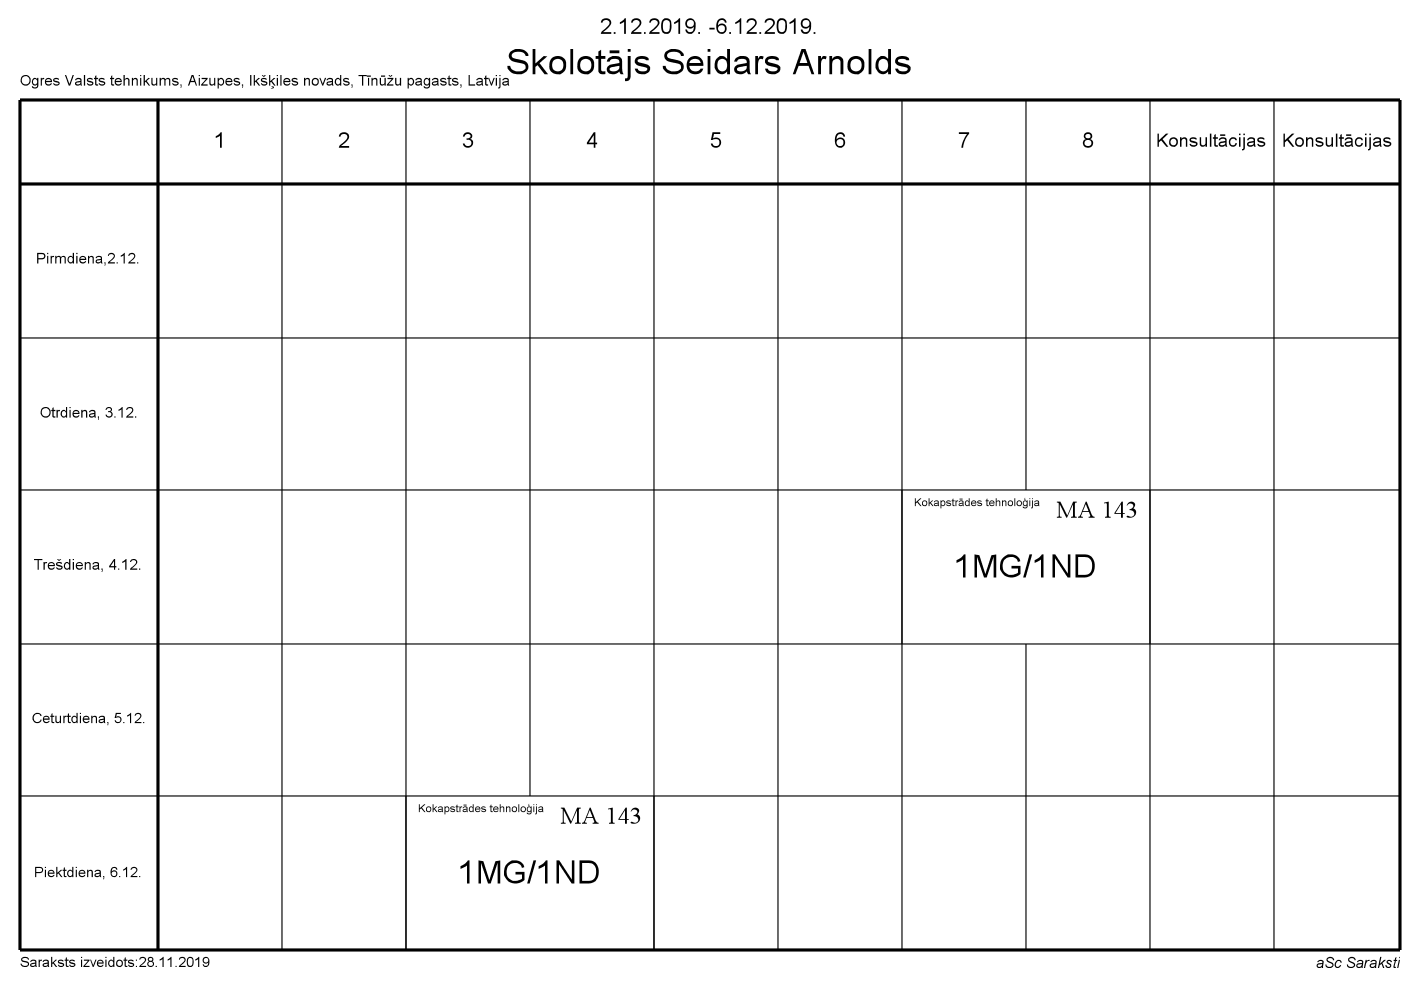 2.12.2019. -6.12.2019.
Skolotājs Seidars Arnolds
Ogres Valsts tehnikums, Aizupes, Ikšķiles novads, Tīnūžu pagasts, Latvija
1 2 3 4 5 6 7 8 Konsultācijas Konsultācijas
Pirmdiena,2.12.
Otrdiena, 3.12.
Kokapstrādes tehnoloģija MA 143
Trešdiena, 4.12. 1MG/1ND
Ceturtdiena, 5.12.
Kokapstrādes tehnoloģija MA 143
Piektdiena, 6.12. 1MG/1ND
Saraksts izveidots:28.11.2019 aSc Saraksti